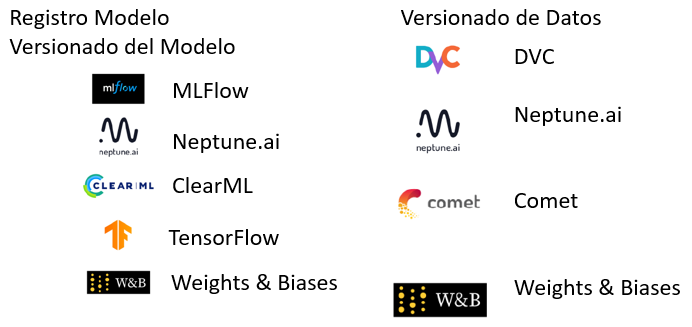 Registro Modelo
Versionado del Modelo
mlflow MLFlow
neptune.ai Neptune.ai
CLEAR|ML ClearML
TF TensorFlow
W&B Weights & Biases
Versionado de Datos
DVC DVC
neptune.ai Neptune.ai
comet Comet
W&B Weights & Biases